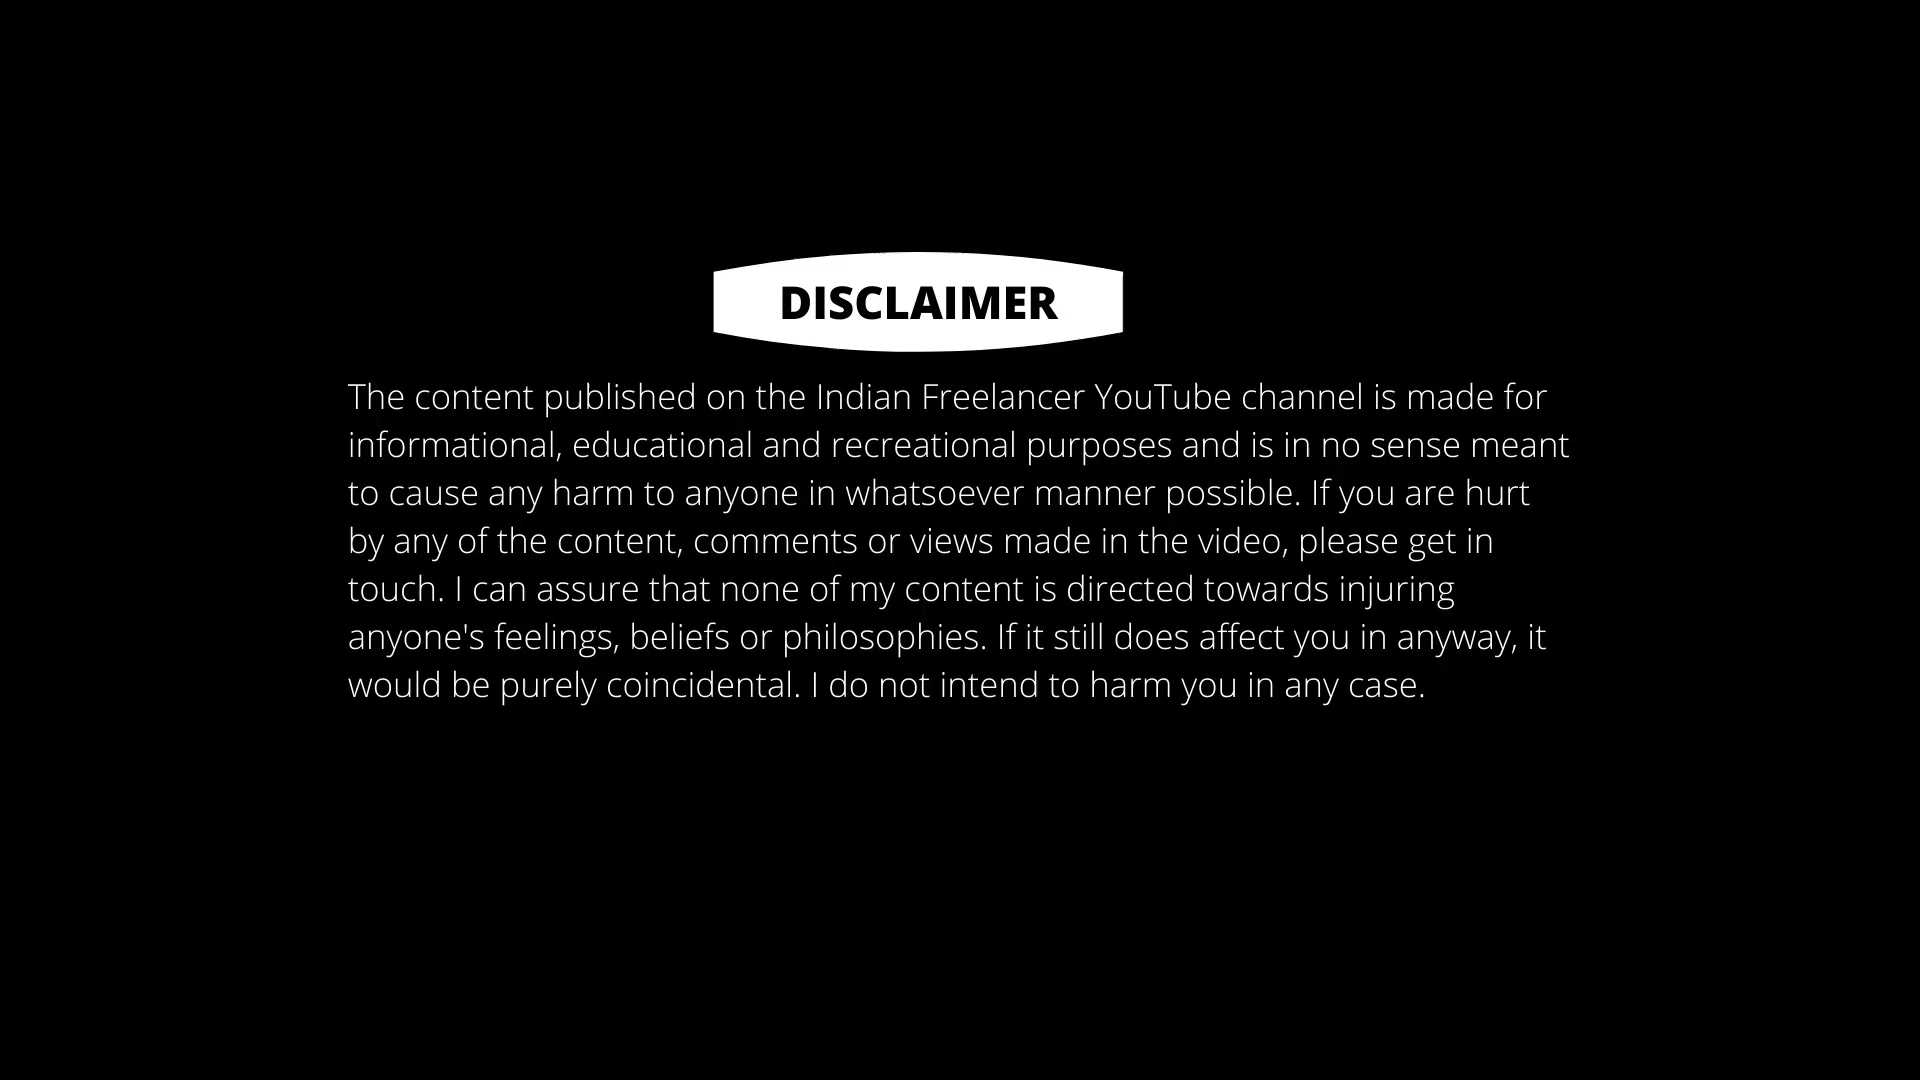 DISCLAIMER
The content published on the Indian Freelancer YouTube channel is made for
informational, educational and recreational purposes and is in no sense meant
to cause any harm to anyone in whatsoever manner possible. If you are hurt
by any of the content, comments or views made in the video, please get in
touch. I can assure that none of my content is directed towards injuring
anyone's feelings, beliefs or philosophies. If it still does affect you in anyway, it
would be purely coincidental. I do not intend to harm you in any case.